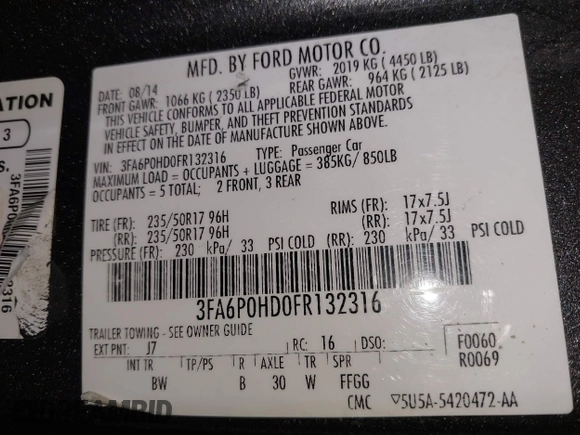 MFD. BY FORD MOTOR CO.
DATE: 08/14 GVWR: 2019 KG (4450 LB)
FRONT GAWR: 1066 KG (2350 LB) REAR GAWR: 964 KG (2125 LB)
THIS VEHICLE CONFORMS TO ALL APPLICABLE FEDERAL MOTOR
VEHICLE SAFETY, BUMPER, AND THEFT PREVENTION STANDARDS
IN EFFECT ON THE DATE OF MANUFACTURE SHOWN ABOVE.
VIN: 3FA6P0HD0FR132316 TYPE: Passenger Car
MAXIMUM LOAD = OCCUPANTS + LUGGAGE = 385KG/ 850LB
OCCUPANTS = 5 TOTAL; 2 FRONT, 3 REAR
TIRE (FR): 235/50R17 96H RIMS (FR): 17x7.5J
(RR): 235/50R17 96H (RR): 17x7.5J
PRESSURE (FR): 230 kPa/ 33 PSI COLD (RR): 230 kPa/ 33 PSI COLD
3FA6P0HD0FR132316
TRAILER TOWING - SEE OWNER GUIDE
EXT PNT: J7 RC: 16 DSO: F0060
R0069
INT TR TP/PS R AXLE TR SPR
BW B 30 W FFGG
CMC ▽5U5A-5420472-AA
ATION
3
S.